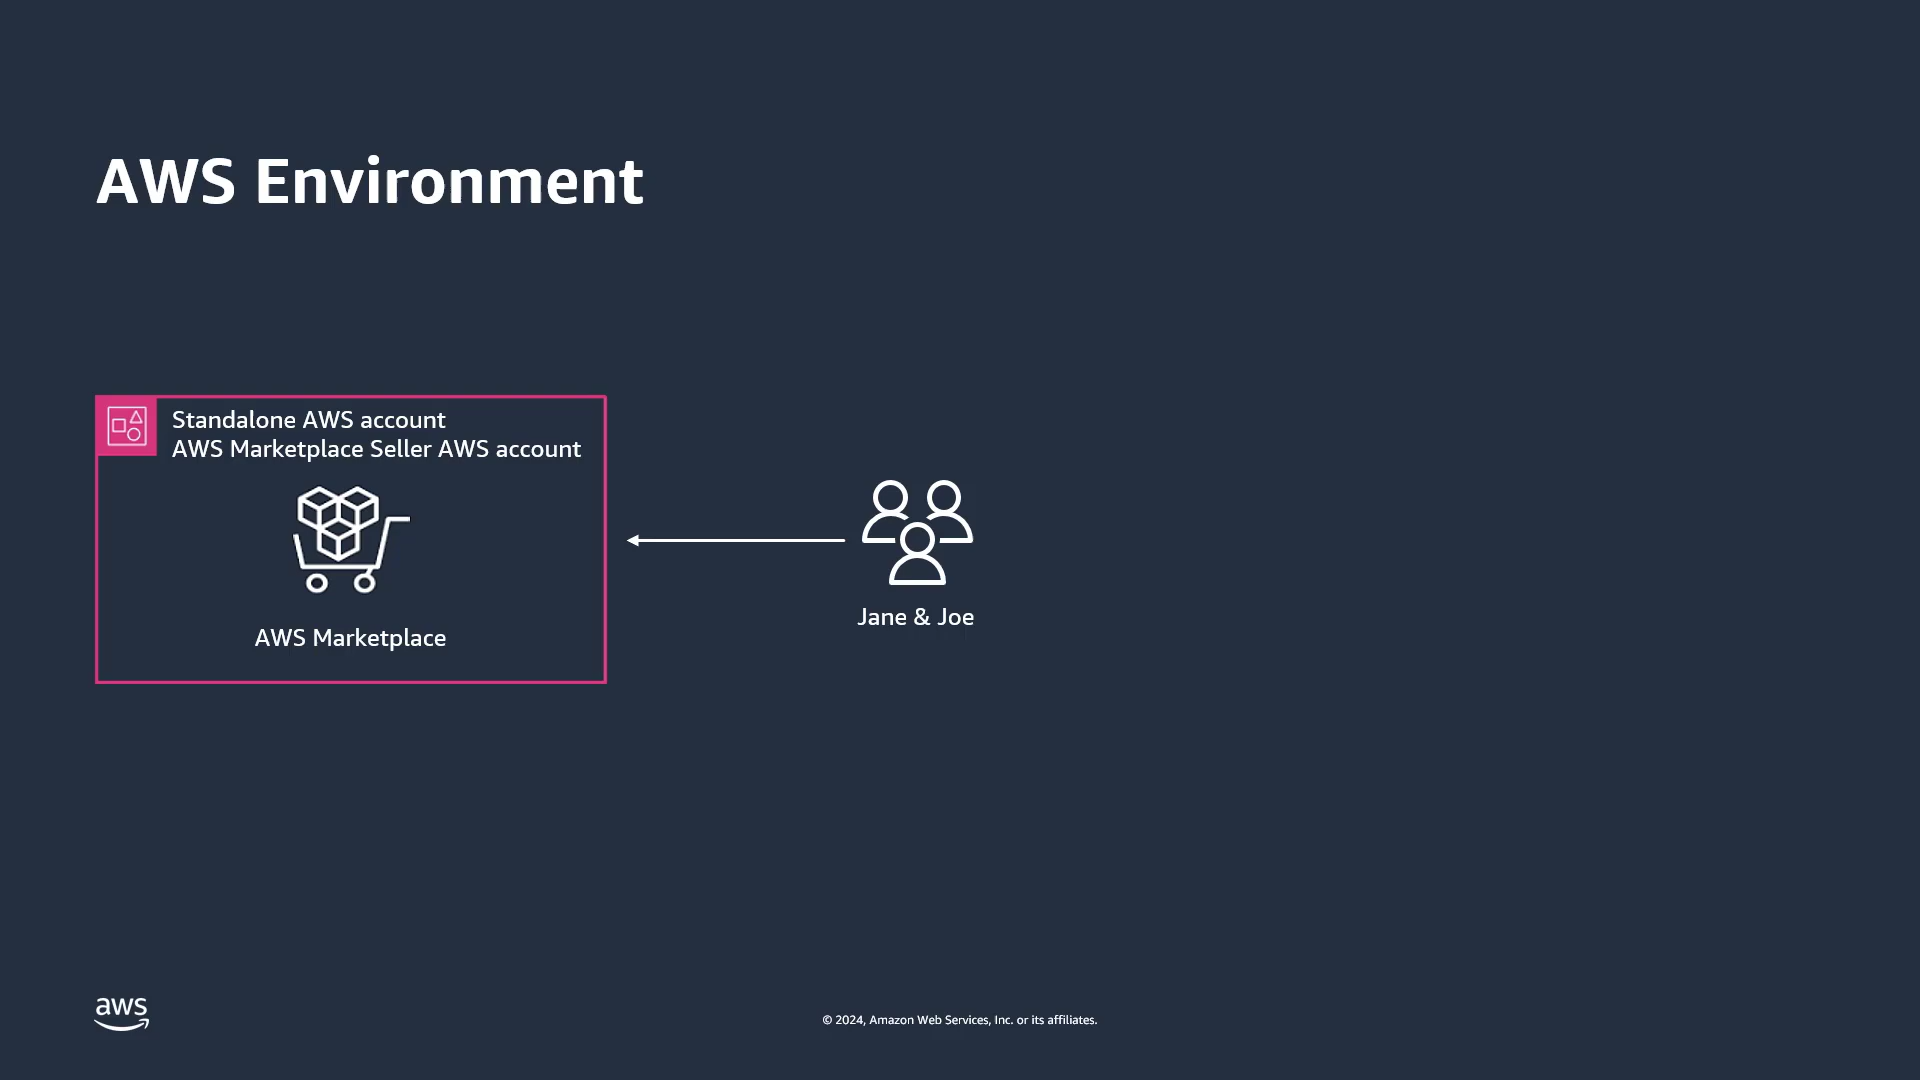 AWS Environment
Standalone AWS account
AWS Marketplace Seller AWS account
AWS Marketplace
Jane & Joe
aws
© 2024, Amazon Web Services, Inc. or its affiliates.